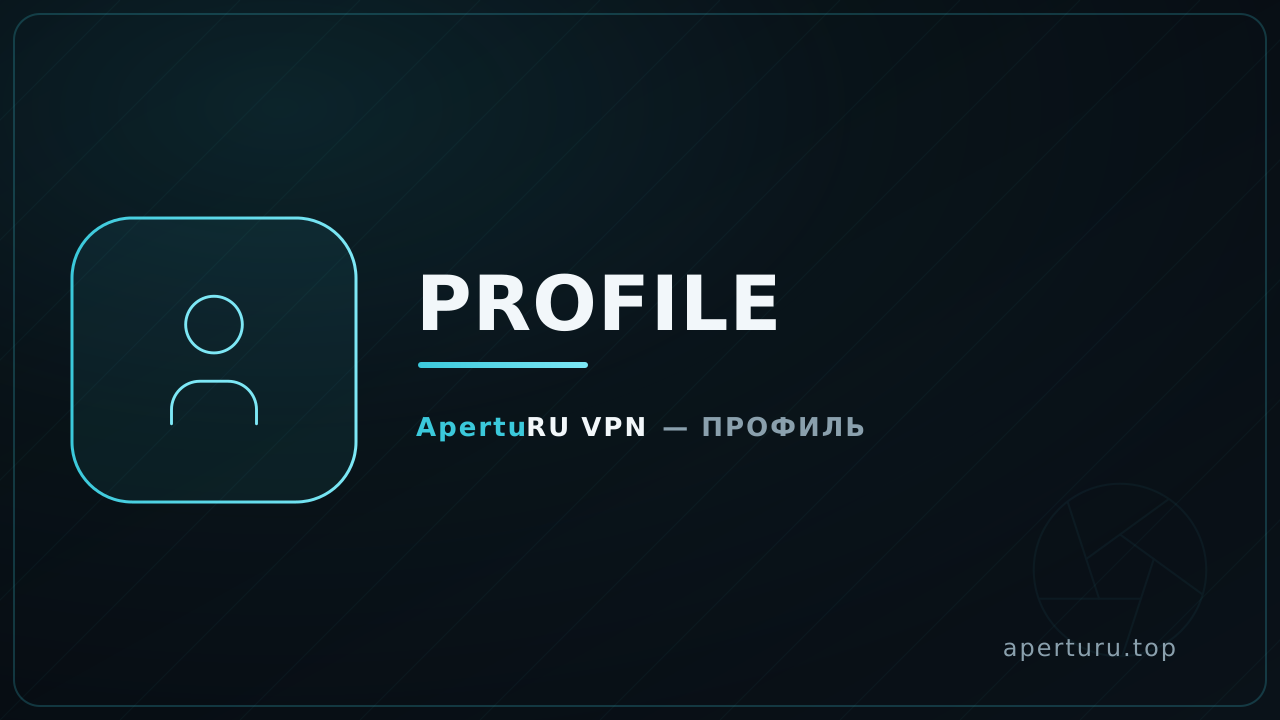 PROFILE
ApertuRU VPN — ПРОФИЛЬ
aperturu.top